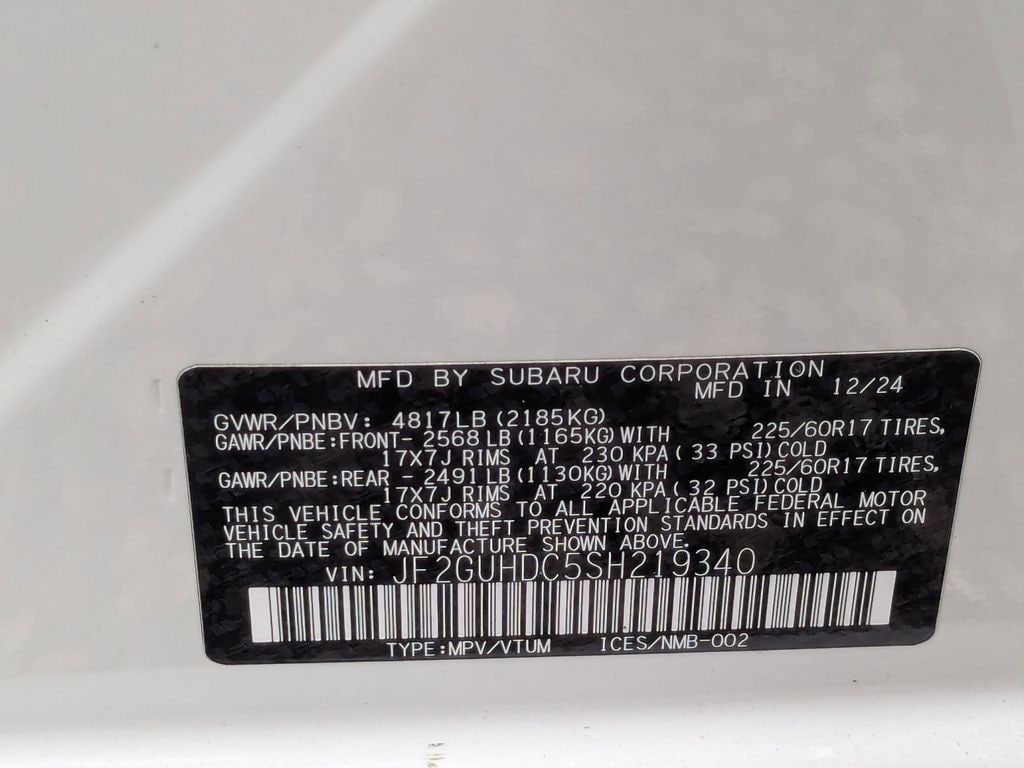 MFD BY SUBARU CORPORATION
MFD IN 12/24
GVWR/PNBV: 4817LB (2185KG)
GAWR/PNBE:FRONT- 2568 LB (1165KG) WITH 225/60R17 TIRES,
17X7J RIMS AT 230 KPA ( 33 PSI) COLD
GAWR/PNBE:REAR - 2491 LB (1130KG) WITH 225/60R17 TIRES,
17X7J RIMS AT 220 KPA ( 32 PSI) COLD
THIS VEHICLE CONFORMS TO ALL APPLICABLE FEDERAL MOTOR
VEHICLE SAFETY AND THEFT PREVENTION STANDARDS IN EFFECT ON
THE DATE OF MANUFACTURE SHOWN ABOVE.
VIN: JF2GUHDC5SH219340
TYPE:MPV/VTUM ICES/NMB-002